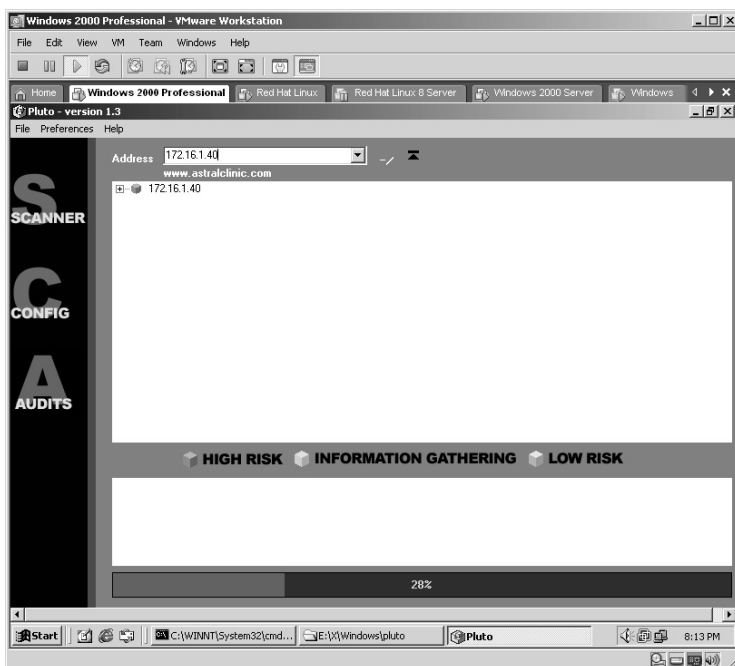 Windows 2000 Professional - VMware Workstation
File Edit View VM Team Windows Help
Home Windows 2000 Professional Red Hat Linux Red Hat Linux 8 Server Windows 2000 Server Windows
Pluto - version 1.3
File Preferences Help
Address 172.16.1.40
www.astralclinic.com
172.16.1.40
S
SCANNER
C
CONFIG
A
AUDITS
HIGH RISK INFORMATION GATHERING LOW RISK
28%
Start C:\WINNT\System32\cmd... E:\X\Windows\pluto Pluto 8:13 PM